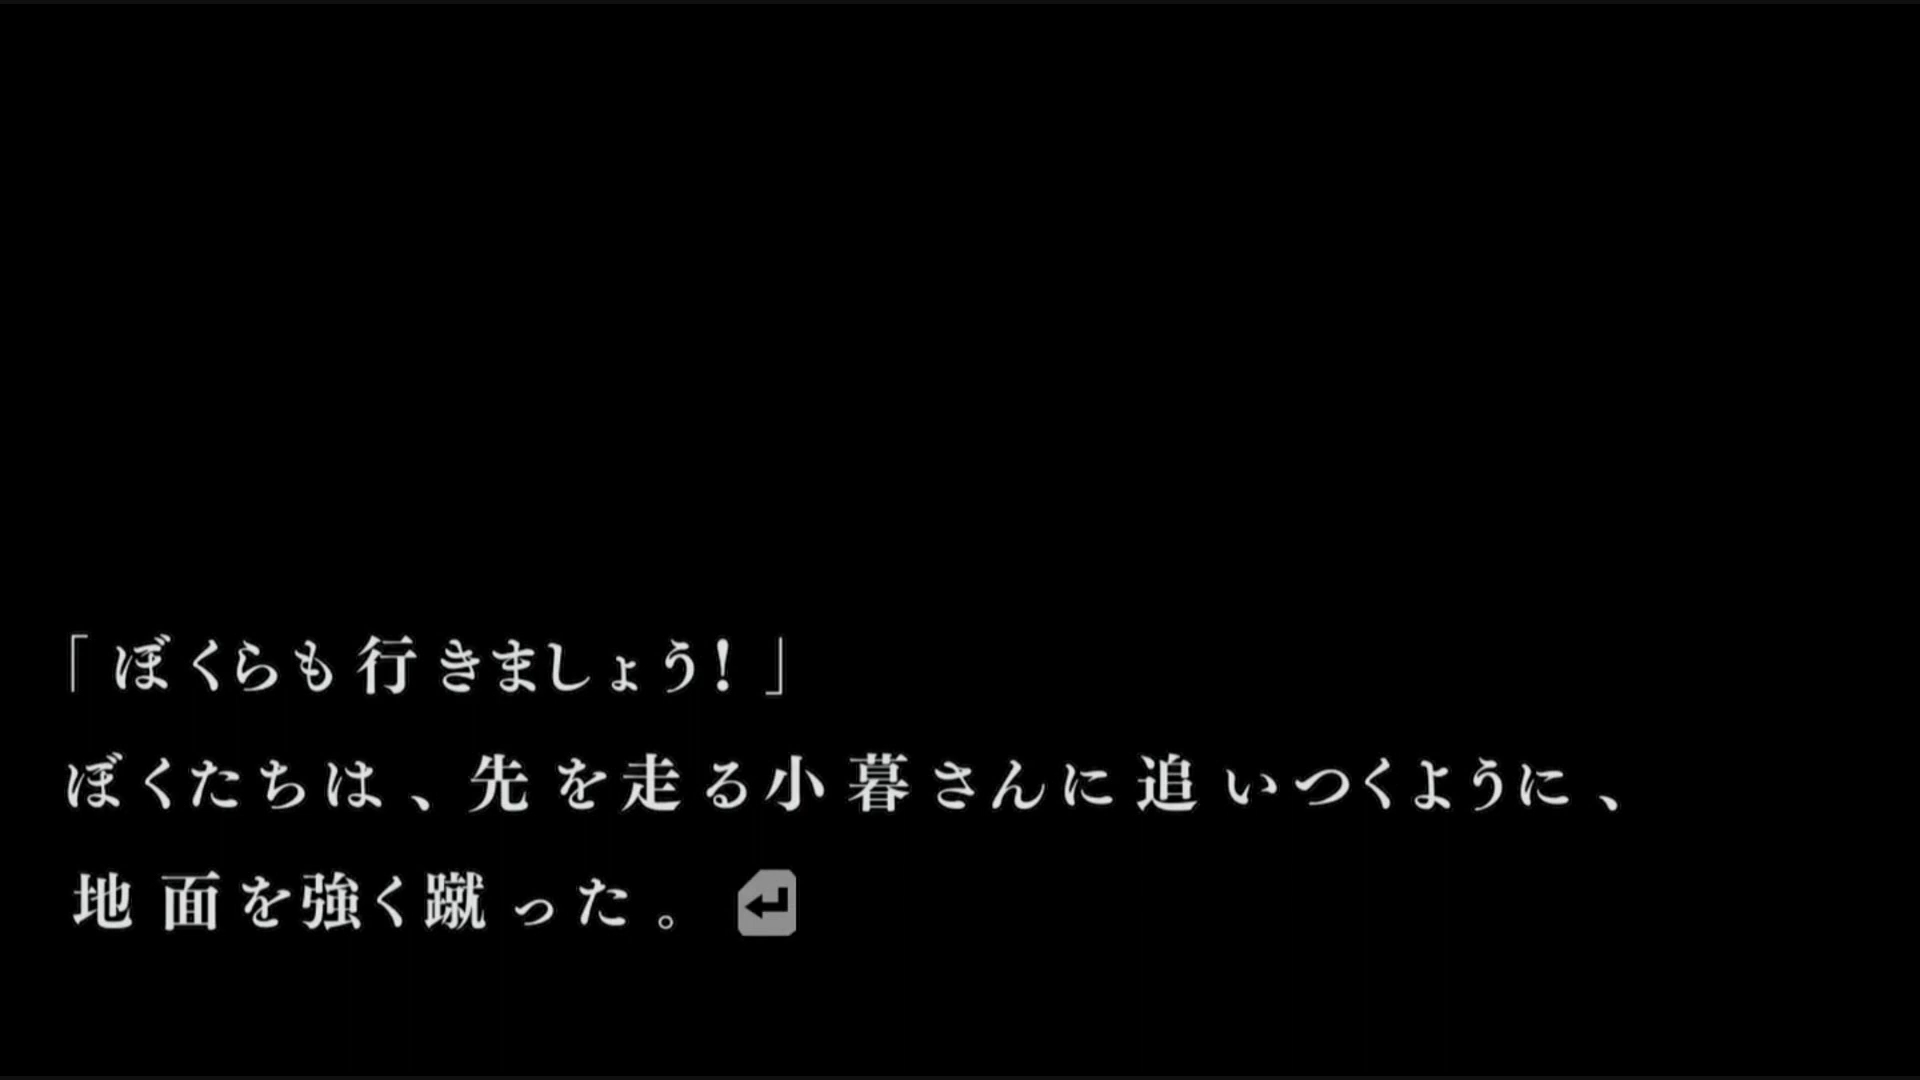 「ぼくらも行きましょう！」
ぼくたちは、先を走る小暮さんに追いつくように、
地面を強く蹴った。